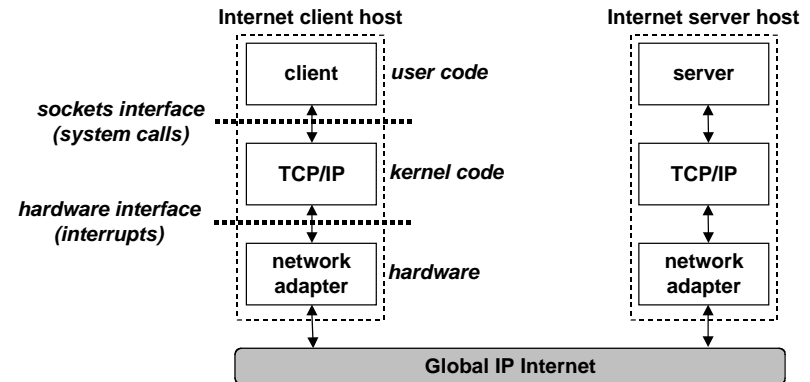 Internet client host
Internet server host
client
user code
server
sockets interface
(system calls)
TCP/IP
kernel code
TCP/IP
hardware interface
(interrupts)
network
adapter
hardware
network
adapter
Global IP Internet